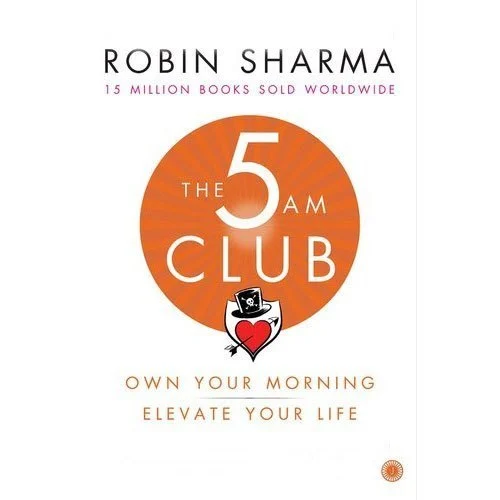 ROBIN SHARMA
15 MILLION BOOKS SOLD WORLDWIDE
THE 5 AM
CLUB
OWN YOUR MORNING
ELEVATE YOUR LIFE